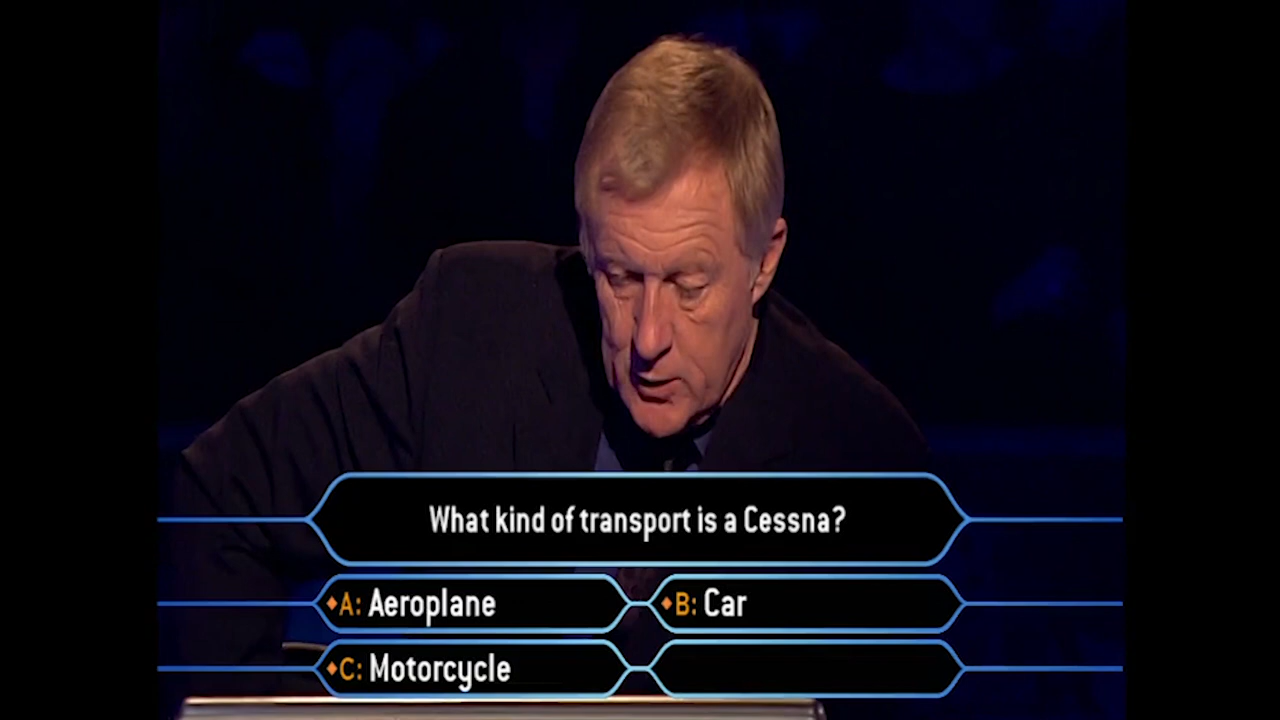 What kind of transport is a Cessna?
A: Aeroplane
B: Car
C: Motorcycle